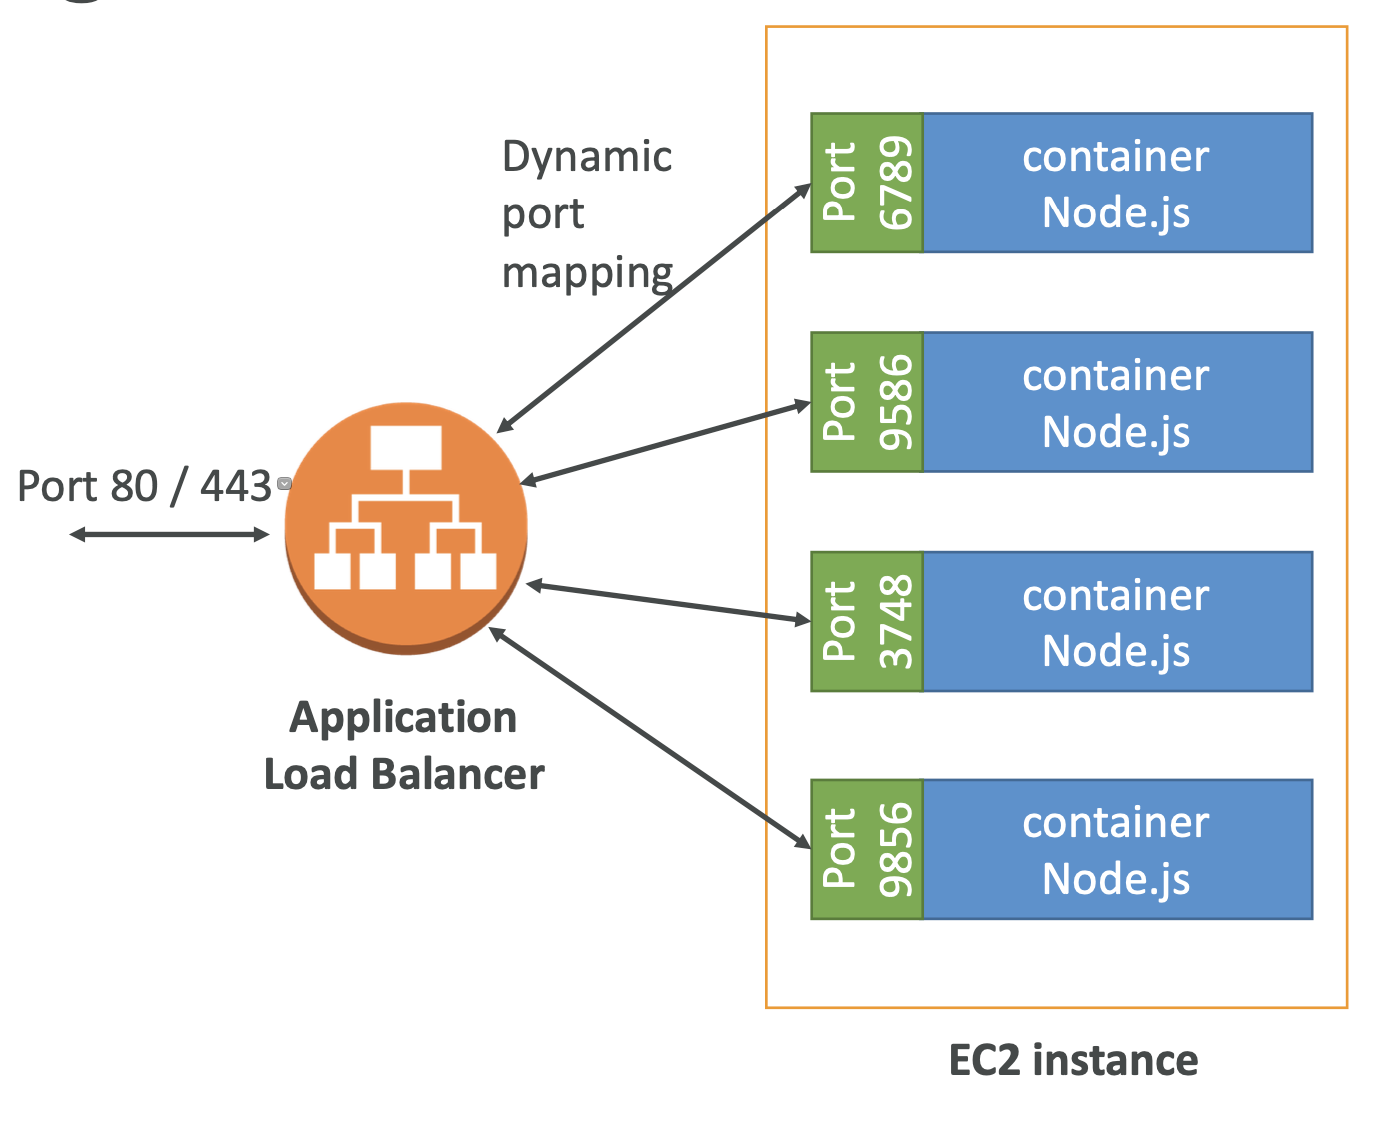 Dynamic
port
mapping
Port 80 / 443
Application
Load Balancer
Port
6789
container
Node.js
Port
9586
container
Node.js
Port
3748
container
Node.js
Port
9856
container
Node.js
EC2 instance